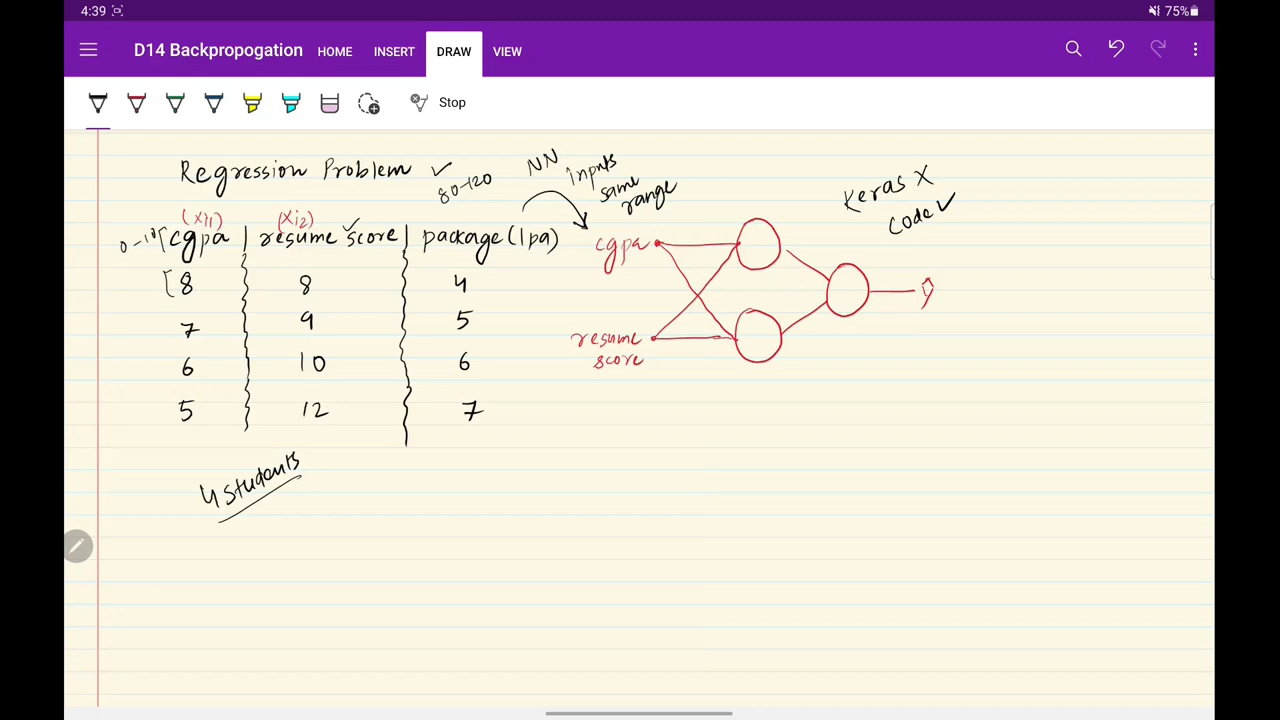 4:39
75%
D14 Backpropogation
HOME
INSERT
DRAW
VIEW
Stop
Regression Problem ✓
80-120
NN
inputs
same
range
Keras X
Code ✓
(xi1)
(xi2)
0-10 [cgpa | resume score | package (lpa)
8 8 4
7 9 5
6 10 6
5 12 7
4 students
cgpa
resume
score
ŷ